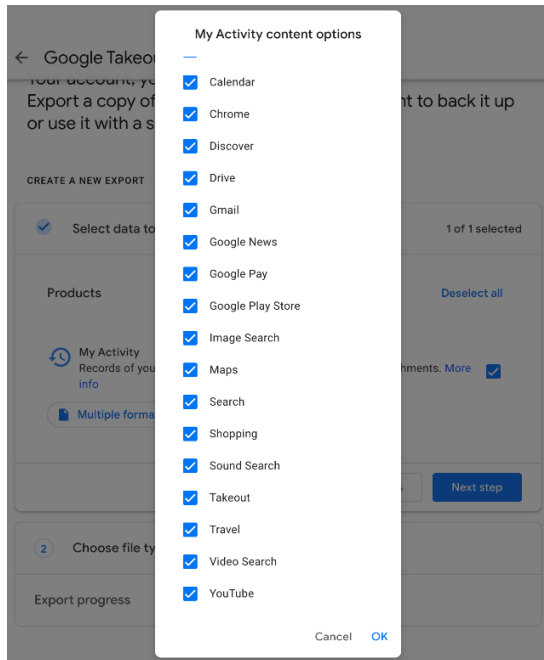 My Activity content options
Calendar
Chrome
Discover
Drive
Gmail
Google News
Google Pay
Google Play Store
Image Search
Maps
Search
Shopping
Sound Search
Takeout
Travel
Video Search
YouTube
Cancel OK
Google Takeou
Your account, yo
Export a copy of nt to back it up
or use it with a s
CREATE A NEW EXPORT
Select data to 1 of 1 selected
Products Deselect all
My Activity
Records of you hments. More
info
Multiple forma
Next step
2 Choose file ty
Export progress